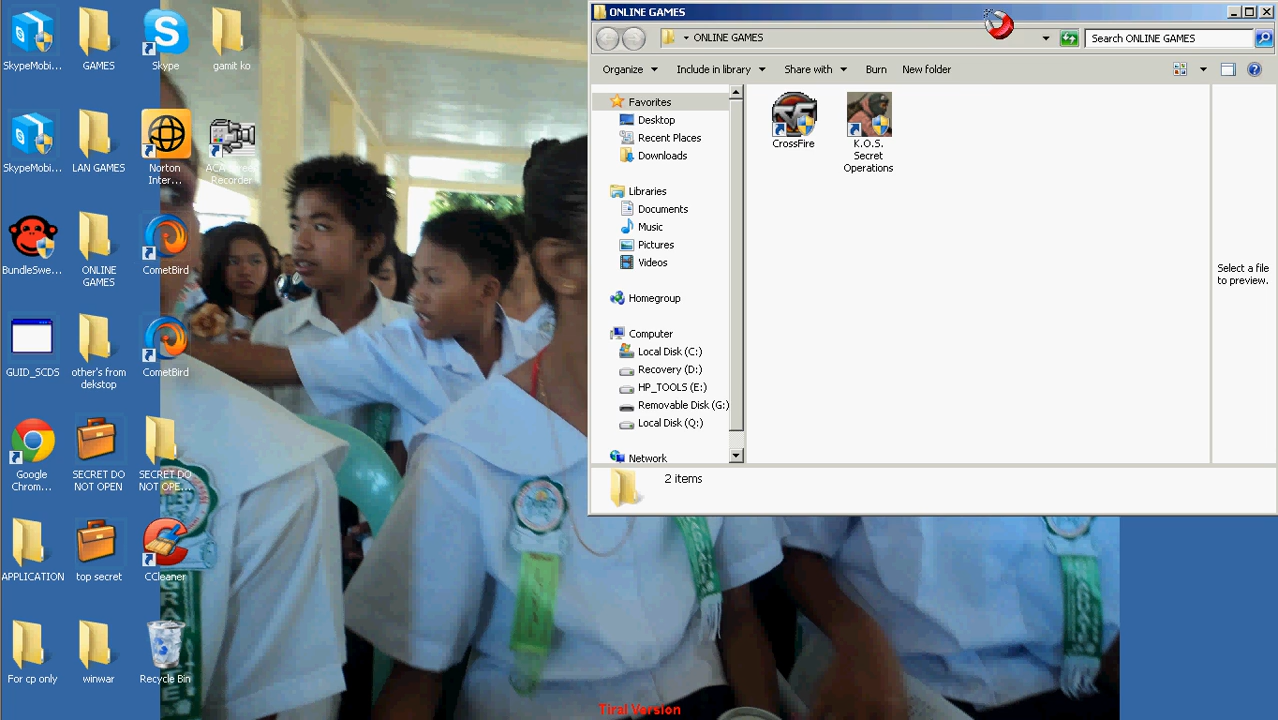 SkypeMobi...
GAMES
Skype
gamit ko
SkypeMobi...
LAN GAMES
Norton
Inter...
ACA
Recorder
BundleSwe...
ONLINE
GAMES
CometBird
GUID_SCDS
other's from
dekstop
CometBird
Google
Chrom...
SECRET DO
NOT OPEN
SECRET DO
NOT OPE...
APPLICATION
top secret
CCleaner
For cp only
winwar
Recycle Bin
ONLINE GAMES
ONLINE GAMES
Search ONLINE GAMES
Organize
Include in library
Share with
Burn
New folder
Favorites
Desktop
Recent Places
Downloads
Libraries
Documents
Music
Pictures
Videos
Homegroup
Computer
Local Disk (C:)
Recovery (D:)
HP_TOOLS (E:)
Removable Disk (G:)
Local Disk (Q:)
Network
CrossFire
K.O.S.
Secret
Operations
Select a file
to preview.
2 items
Tiral Version